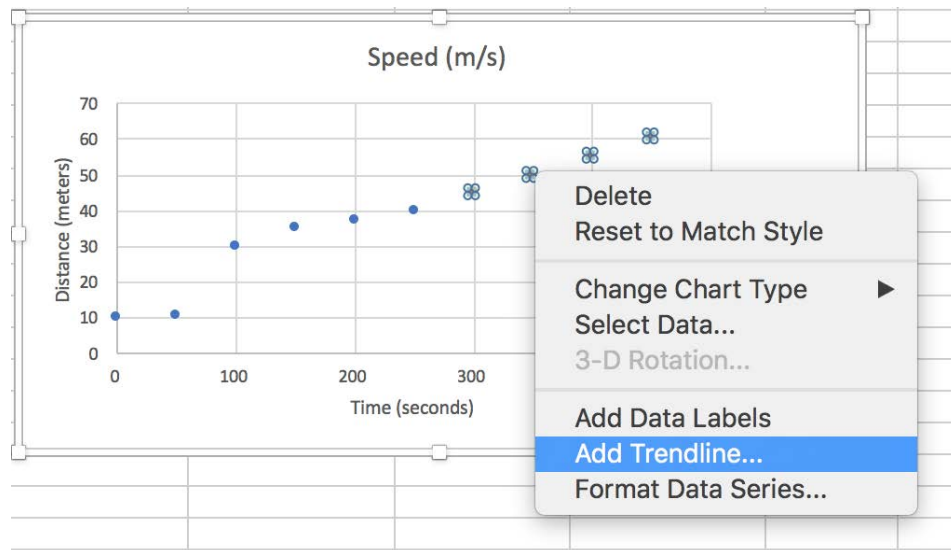 Speed (m/s)
70
60
50
40
30
20
10
0
Distance (meters)
0
100
200
300
Time (seconds)
Delete
Reset to Match Style
Change Chart Type
Select Data...
3-D Rotation...
Add Data Labels
Add Trendline...
Format Data Series...